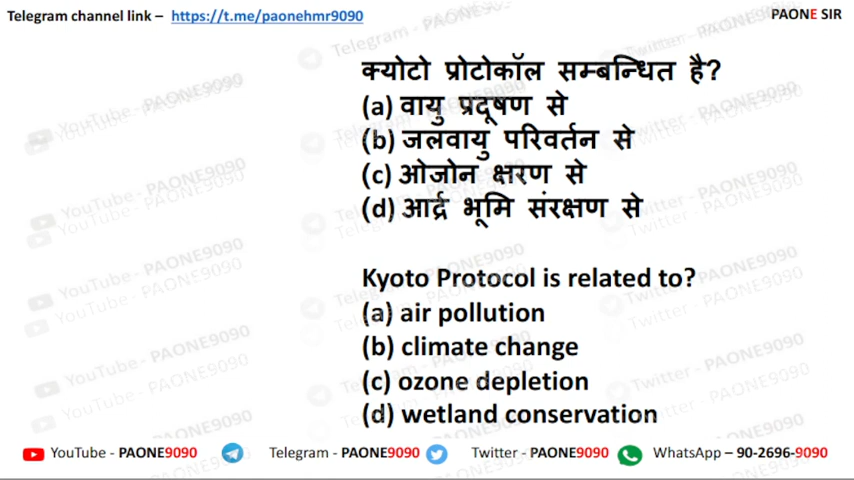 Telegram channel link – https://t.me/paonehmr9090
PAONE SIR
क्योटो प्रोटोकॉल सम्बन्धित है?
(a) वायु प्रदूषण से
(b) जलवायु परिवर्तन से
(c) ओजोन क्षरण से
(d) आर्द्र भूमि संरक्षण से
Kyoto Protocol is related to?
(a) air pollution
(b) climate change
(c) ozone depletion
(d) wetland conservation
YouTube - PAONE9090
Telegram - PAONE9090
Twitter - PAONE9090
WhatsApp – 90-2696-9090